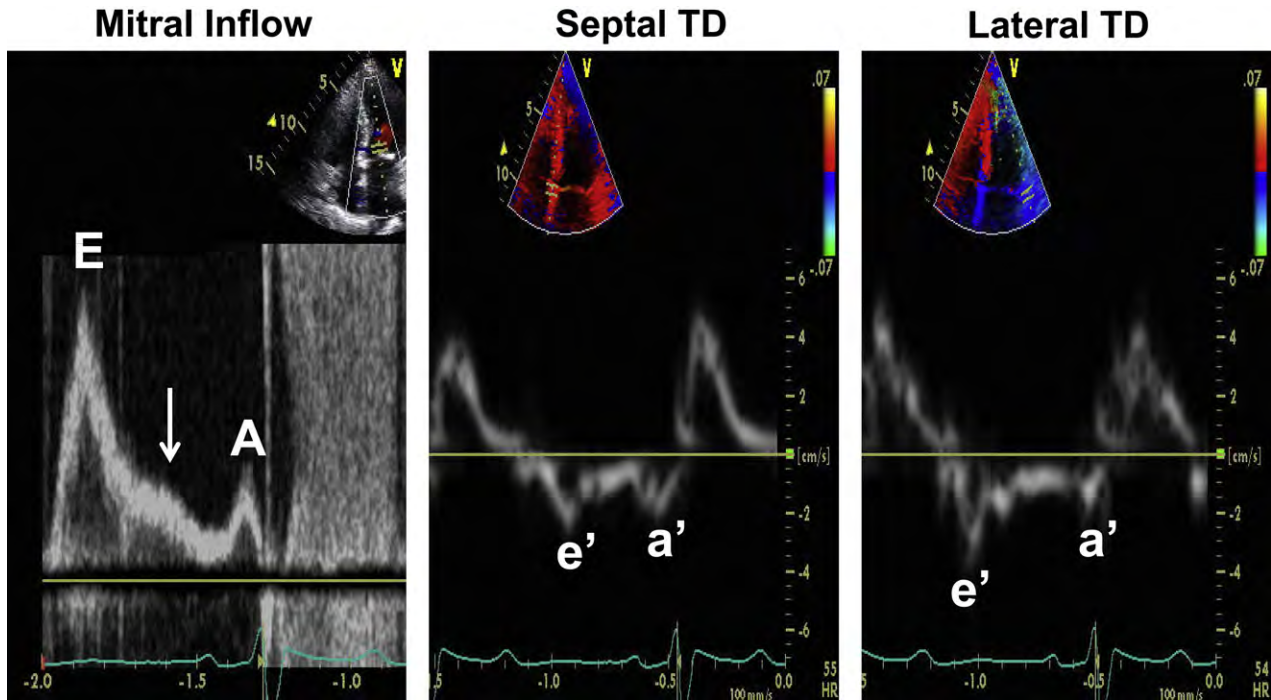 Mitral Inflow
Septal TD
Lateral TD
V
5
10
15
E
A
-2.0
-1.5
-1.0
V
5
10
.07
-.07
6
4
2
[cm/s]
-2
-4
-6
e’
a’
-1.0
-0.5
0.0
100 mm/s
55
HR
V
5
10
.07
-.07
6
4
2
[cm/s]
-2
-4
-6
e’
a’
-1.0
-0.5
0.0
100 mm/s
54
HR